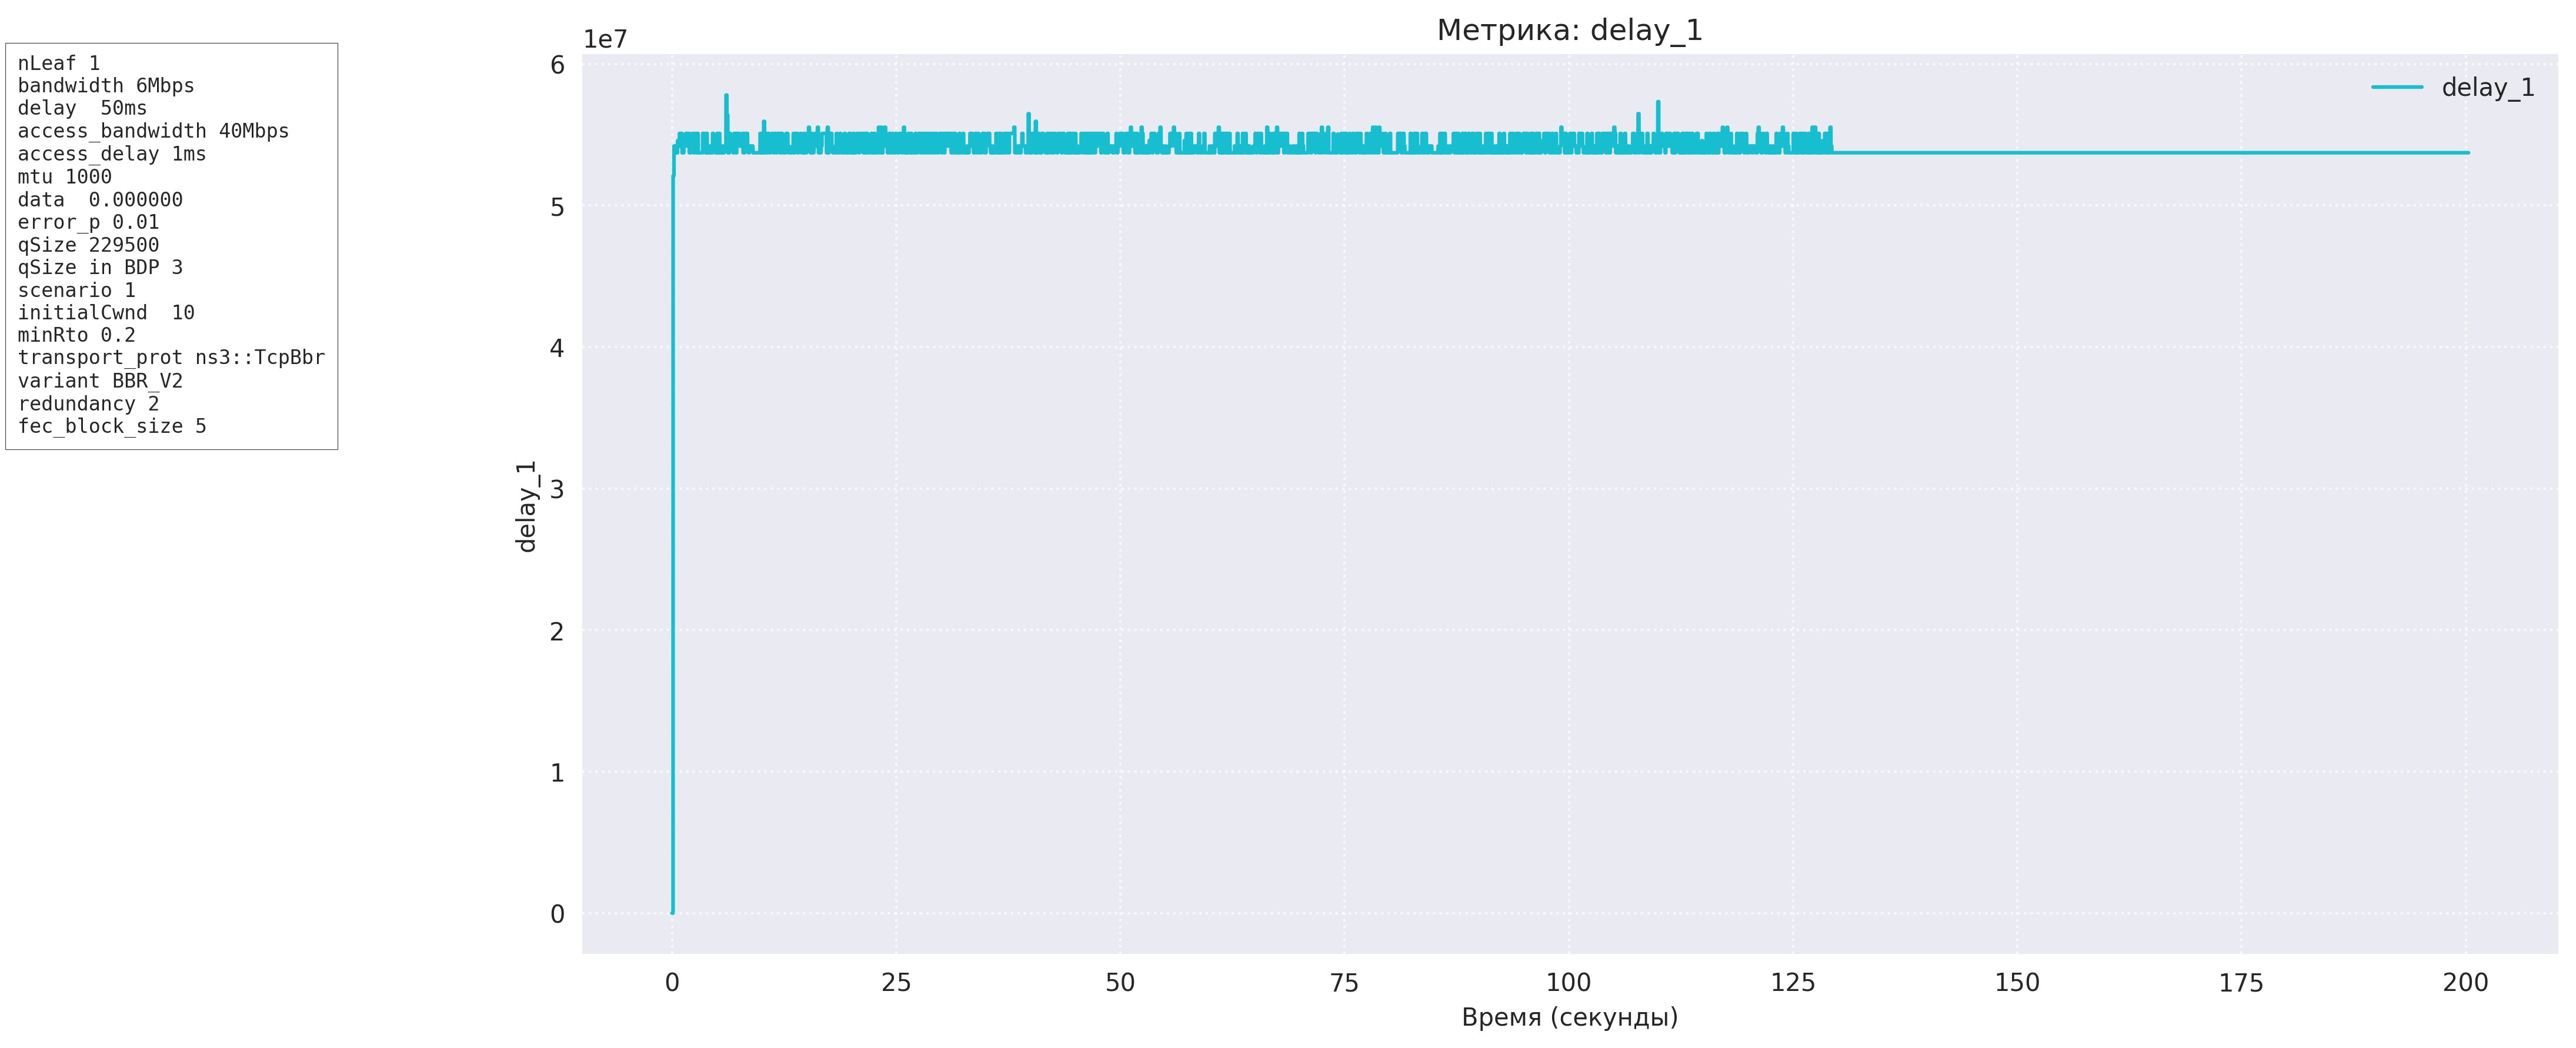 nLeaf 1
bandwidth 6Mbps
delay  50ms
access_bandwidth 40Mbps
access_delay 1ms
mtu 1000
data  0.000000
error_p 0.01
qSize 229500
qSize in BDP 3
scenario 1
initialCwnd  10
minRto 0.2
transport_prot ns3::TcpBbr
variant BBR_V2
redundancy 2
fec_block_size 5
Метрика: delay_1
1e7
6
5
4
3
2
1
0
delay_1
delay_1
0 25 50 75 100 125 150 175 200
Время (секунды)